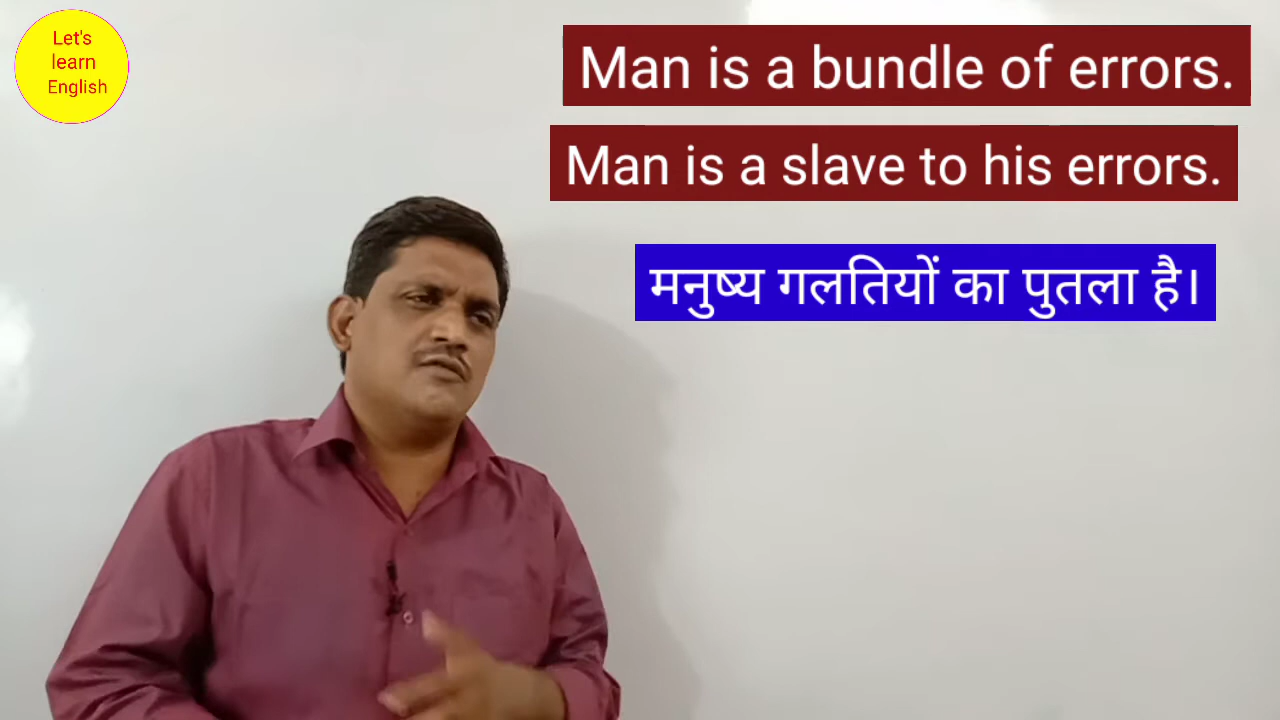 Let's
learn
English
Man is a bundle of errors.
Man is a slave to his errors.
मनुष्य गलतियों का पुतला है।